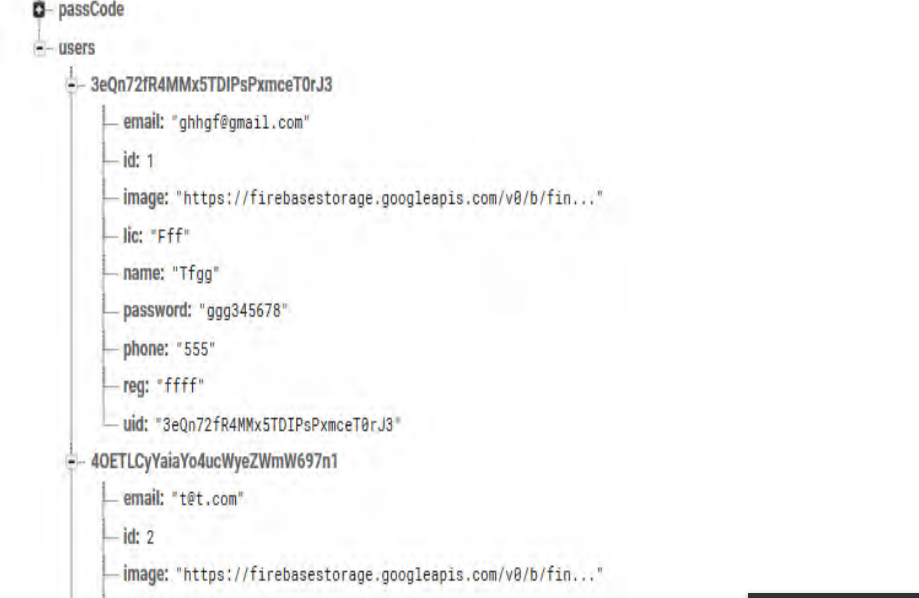 passCode
users
3eQn72fR4MMx5TDIPsPxmceT0rJ3
email: "ghhgf@gmail.com"
id: 1
image: "https://firebasestorage.googleapis.com/v0/b/fin..."
lic: "Fff"
name: "Tfgg"
password: "ggg345678"
phone: "555"
reg: "ffff"
uid: "3eQn72fR4MMx5TDIPsPxmceT0rJ3"
4OETLCyYaiaYo4ucWyeZWmW697n1
email: "t@t.com"
id: 2
image: "https://firebasestorage.googleapis.com/v0/b/fin..."